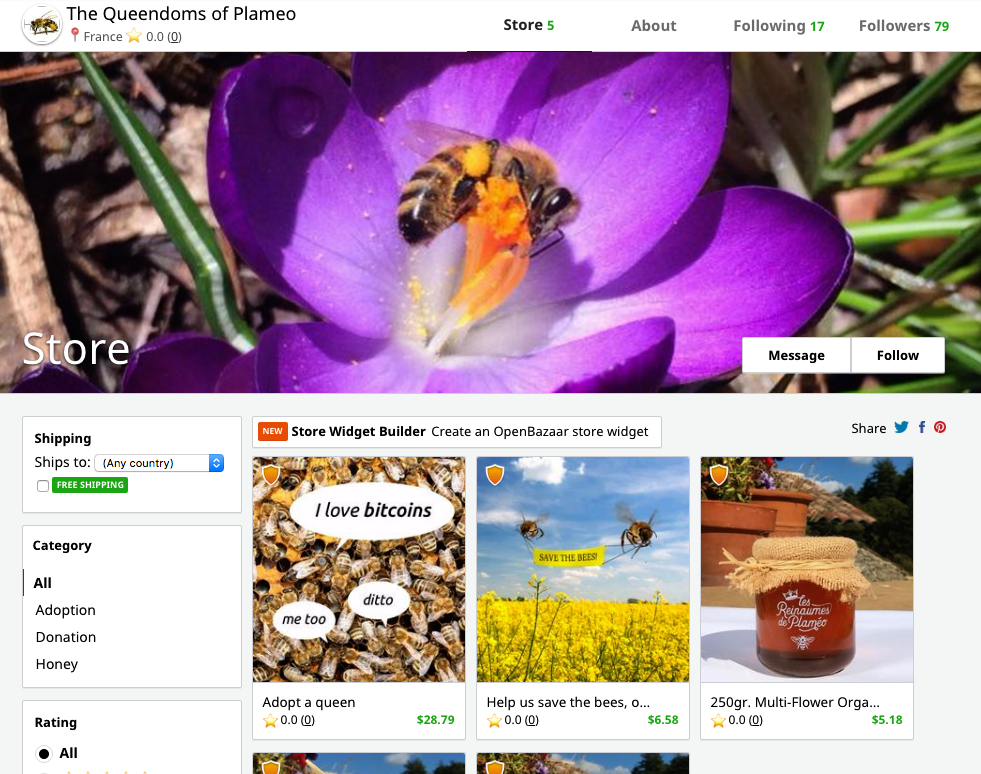 The Queendoms of Plameo
France 0.0 (0)
Store 5
About
Following 17
Followers 79
Store
Message
Follow
Shipping
Ships to: (Any country)
FREE SHIPPING
Category
All
Adoption
Donation
Honey
Rating
All
NEW Store Widget Builder Create an OpenBazaar store widget
Share
I love bitcoins
ditto
me too
Adopt a queen
0.0 (0) $28.79
SAVE THE BEES!
Help us save the bees, o...
0.0 (0) $6.58
les
Reinaumes
de Plaméo
250gr. Multi-Flower Orga...
0.0 (0) $5.18